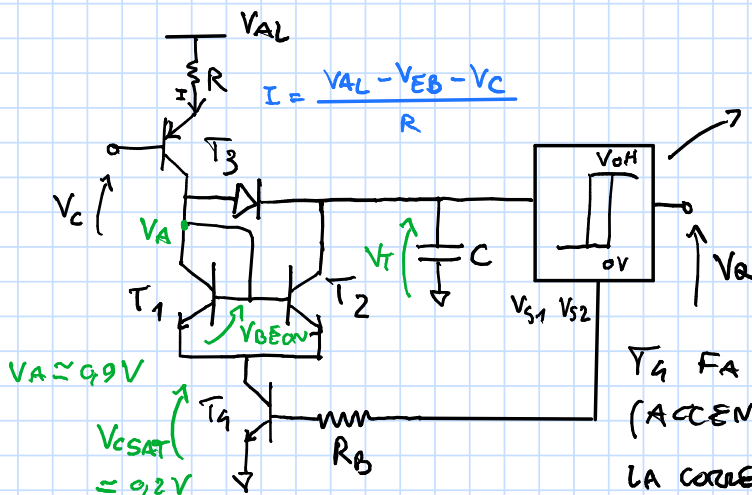 VAL
R
I
I = (VAL - VEB - VC) / R
T3
VC
VA
VT
C
VOH
0V
VQ
T1
T2
VBEON
VS1 VS2
VA ≃ 0,9V
T4 FA
(ACCEN
T4
VCSAT
≃ 0,2V
RB
LA CORRE